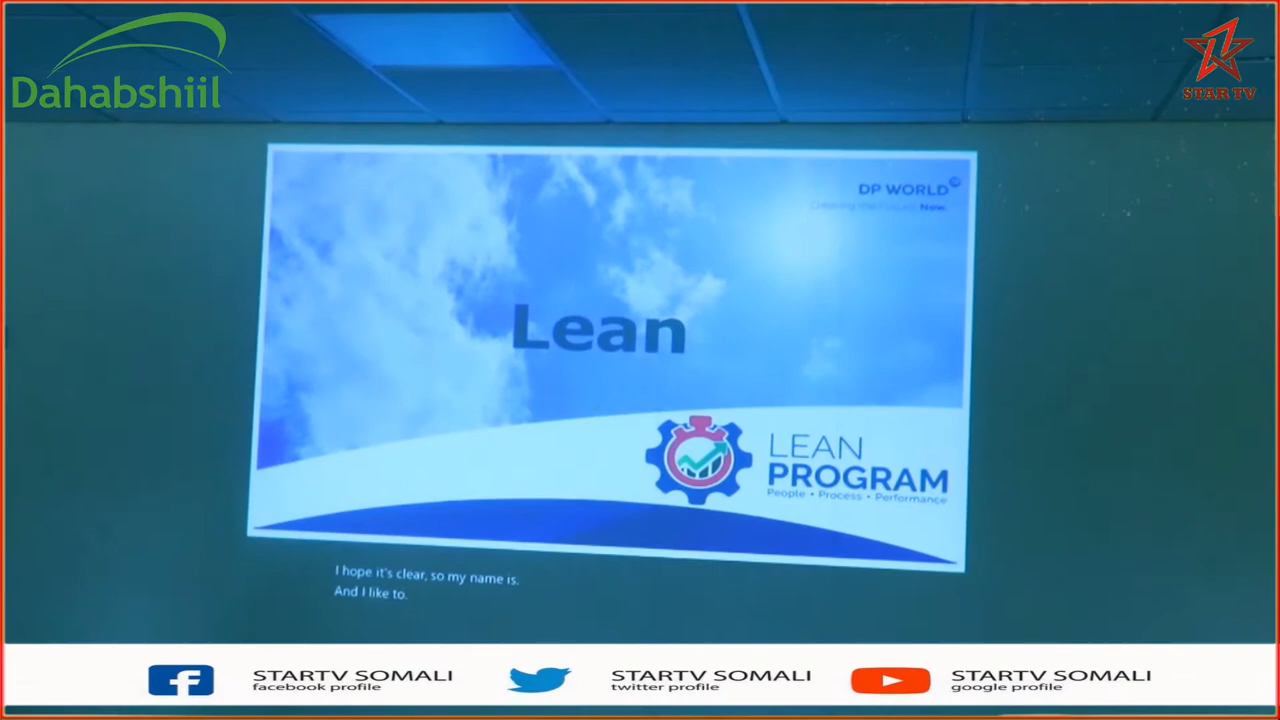 Dahabshiil
STAR TV
DP WORLD
Now.
Lean
LEAN
PROGRAM
People • Process • Performance
I hope it's clear, so my name is.
And I like to.
STARTV SOMALI
facebook profile
STARTV SOMALI
twitter profile
STARTV SOMALI
google profile